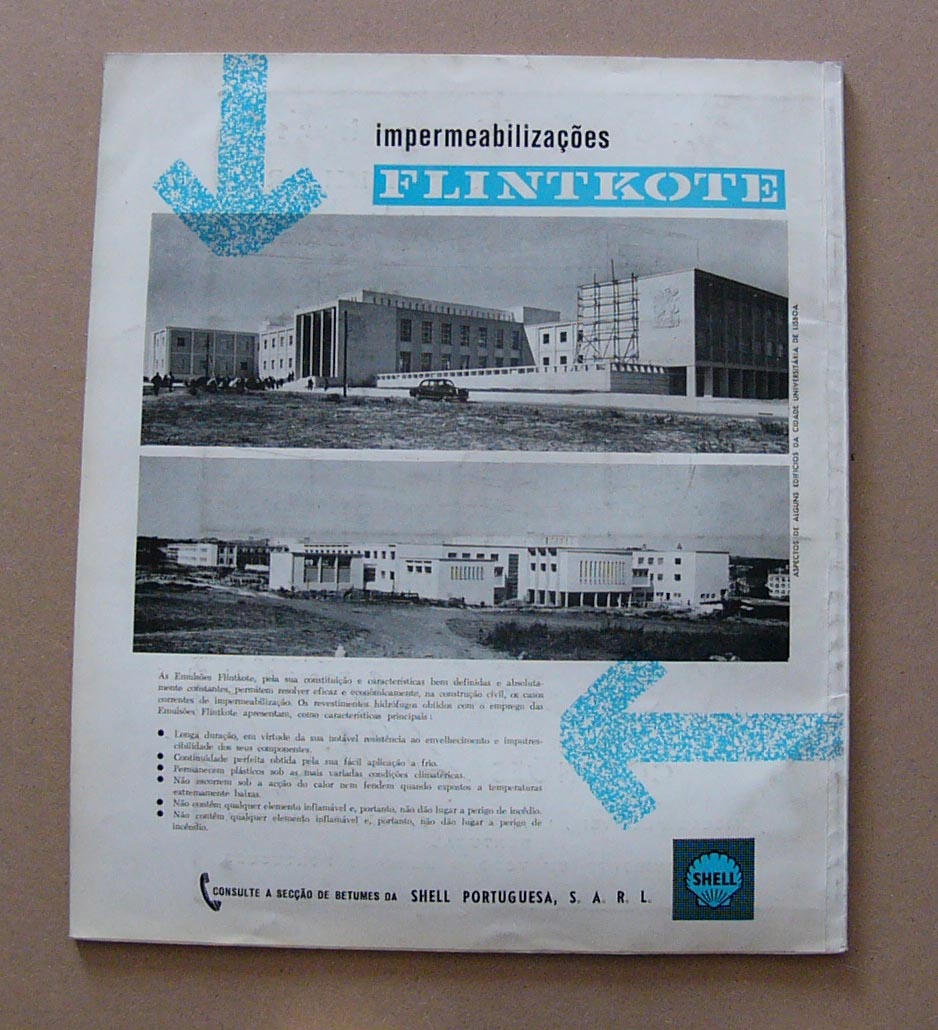 impermeabilizações
FLINTKOTE
ASPECTOS DE ALGUNS EDIFÍCIOS DA CIDADE UNIVERSITÁRIA DE LISBOA
As Emulsões Flintkote, pela sua constituição e características bem definidas e absoluta-
mente constantes, permitem resolver eficaz e econòmicamente, na construção civil, os casos
correntes de impermeabilização. Os revestimentos hidrófugos obtidos com o emprego das
Emulsões Flintkote apresentam, como características principais:
● Longa duração, em virtude da sua notável resistência ao envelhecimento e imputres-
cibilidade dos seus componentes.
● Continuidade perfeita obtida pela sua fácil aplicação a frio.
● Permanecem plásticos sob as mais variadas condições climatéricas.
● Não escorrem sob a acção do calor nem fendem quando expostos a temperaturas
extremamente baixas.
● Não contêm qualquer elemento inflamável e, portanto, não dão lugar a perigo de incêdio.
● Não contêm qualquer elemento inflamável e, portanto, não dão lugar a perigo de
incêndio.
CONSULTE A SECÇÃO DE BETUMES DA SHELL PORTUGUESA, S. A. R. L.
SHELL